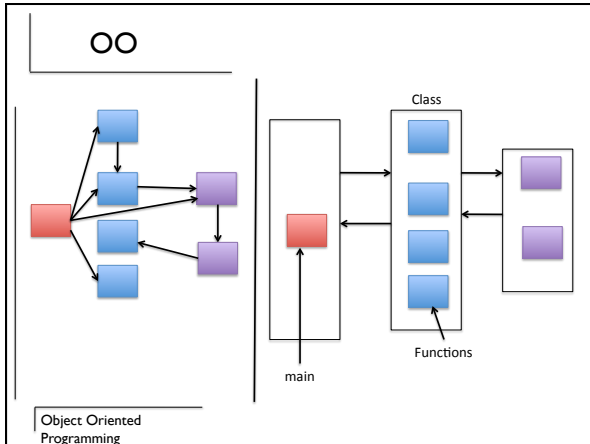 OO
Class
Functions
main
Object Oriented
Programming